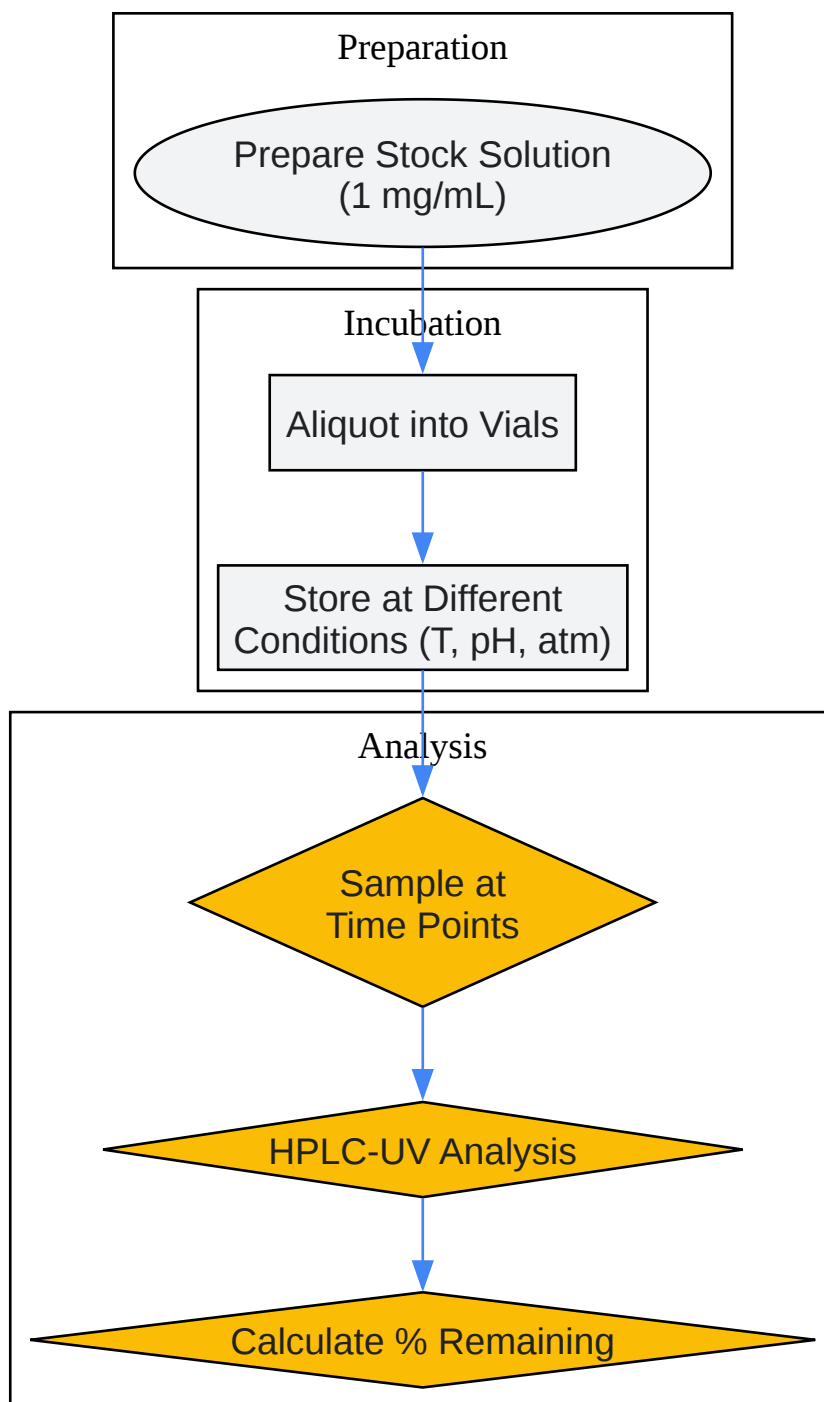 Preparation
Prepare Stock Solution
(1 mg/mL)
Incubation
Aliquot into Vials
Store at Different
Conditions (T, pH, atm)
Analysis
Sample at
Time Points
HPLC-UV Analysis
Calculate % Remaining